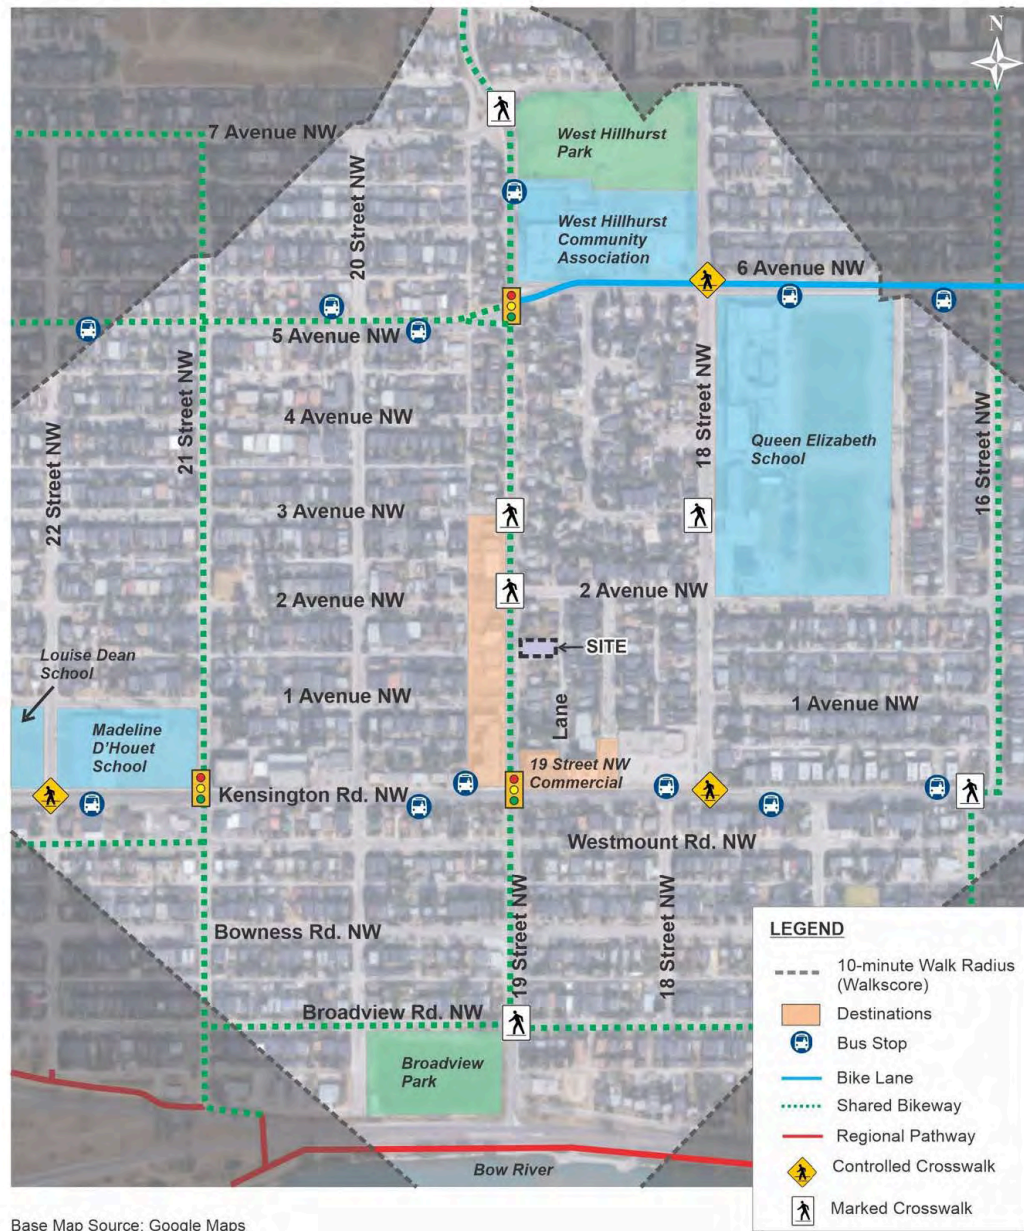 N
7 Avenue NW
West Hillhurst
Park
20 Street NW
West Hillhurst
Community
Association
6 Avenue NW
5 Avenue NW
21 Street NW
18 Street NW
4 Avenue NW
22 Street NW
Queen Elizabeth
School
16 Street NW
3 Avenue NW
2 Avenue NW
2 Avenue NW
SITE
Louise Dean
School
1 Avenue NW
Lane
1 Avenue NW
Madeline
D'Houet
School
19 Street NW
Commercial
Kensington Rd. NW
Westmount Rd. NW
19 Street NW
18 Street NW
Bowness Rd. NW
Broadview Rd. NW
Broadview
Park
Bow River
LEGEND
10-minute Walk Radius
(Walkscore)
Destinations
Bus Stop
Bike Lane
Shared Bikeway
Regional Pathway
Controlled Crosswalk
Marked Crosswalk
Base Map Source: Google Maps